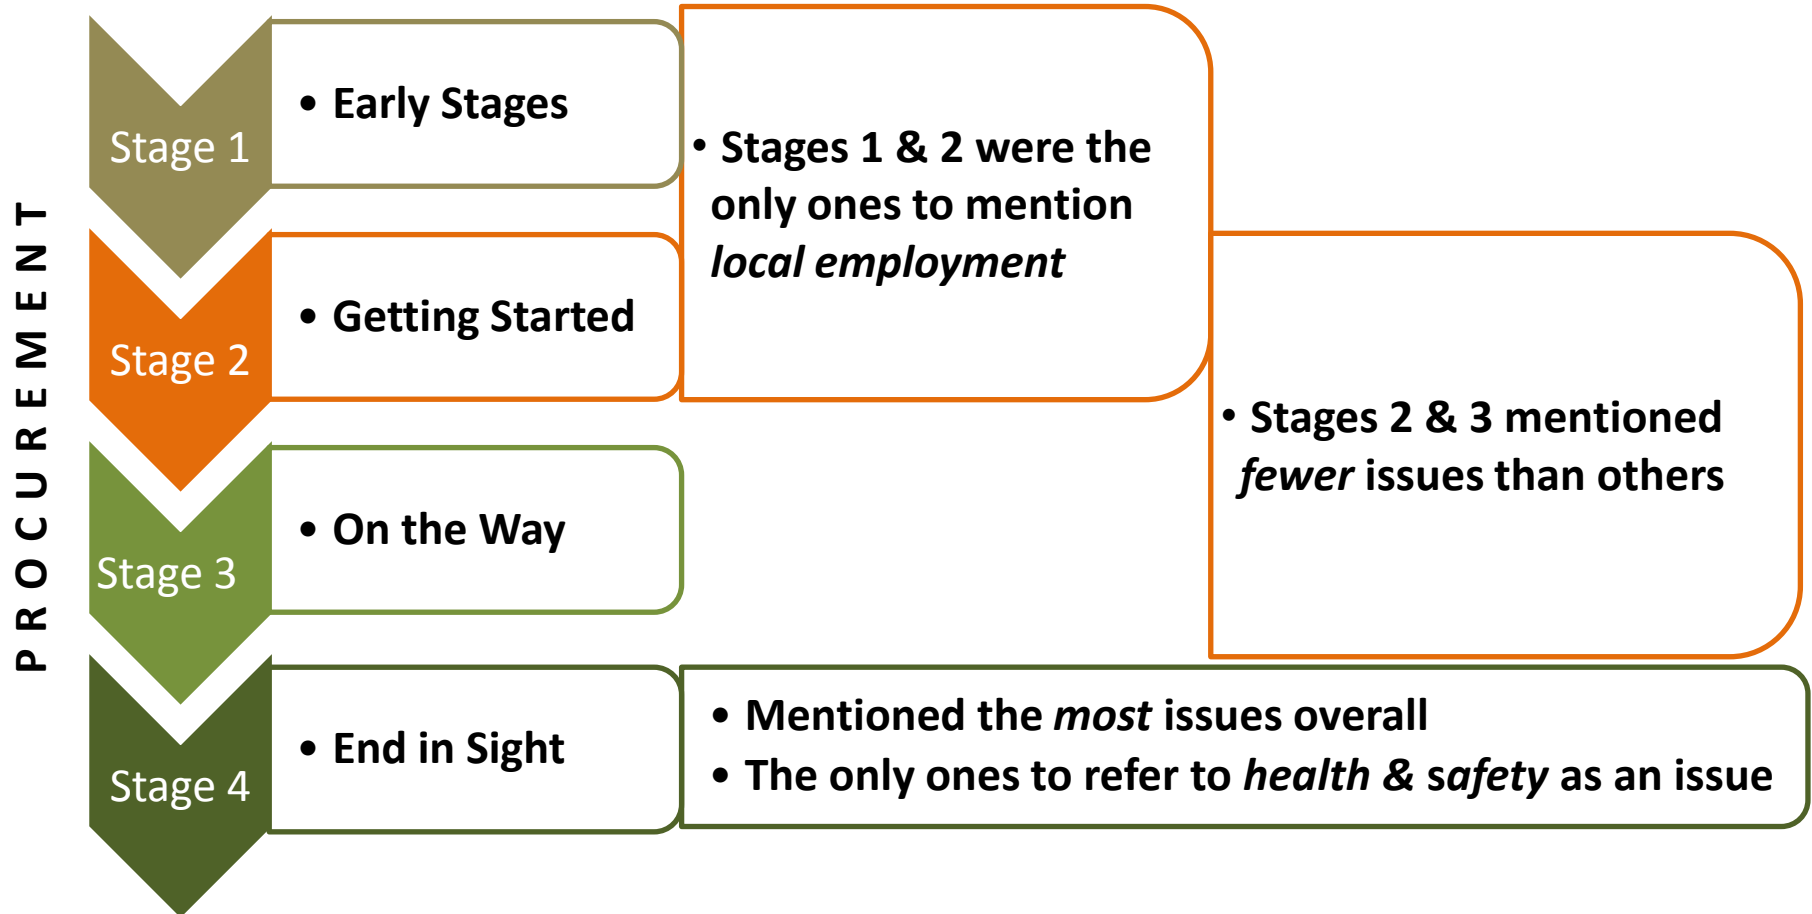 PROCUREMENT
Stage 1
• Early Stages
• Stages 1 & 2 were the
only ones to mention
local employment
Stage 2
• Getting Started
• Stages 2 & 3 mentioned
fewer issues than others
Stage 3
• On the Way
Stage 4
• End in Sight
• Mentioned the most issues overall
• The only ones to refer to health & safety as an issue